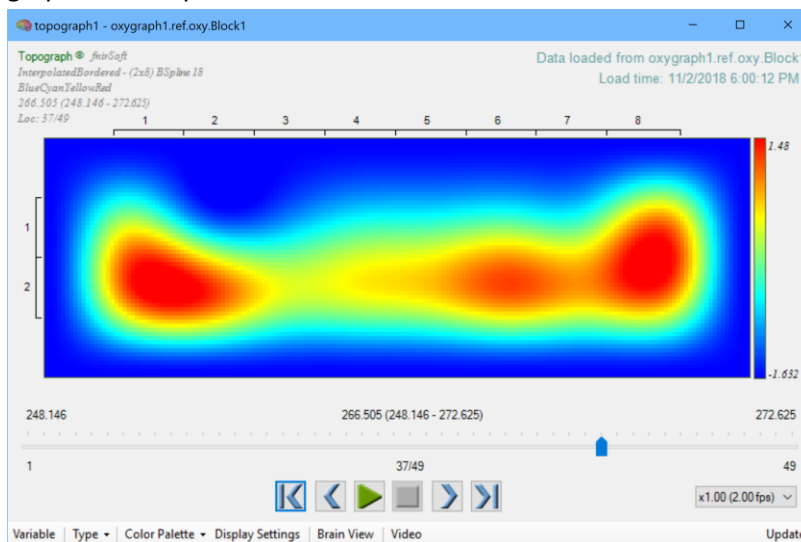 topograph1 - oxygraph1.ref.oxy.Block1
Topograph ® fnirSoft
InterpolatedBordered - (2x8) BSpline 18
BlueCyanYellowRed
266.505 (248.146 - 272.625)
Loc: 37/49
Data loaded from oxygraph1.ref.oxy.Block1
Load time: 11/2/2018 6:00:12 PM
1 2 3 4 5 6 7 8
1
2
1.48
-1.632
248.146 266.505 (248.146 - 272.625) 272.625
1 37/49 49
x1.00 (2.00 fps)
Variable Type Color Palette Display Settings Brain View Video Update